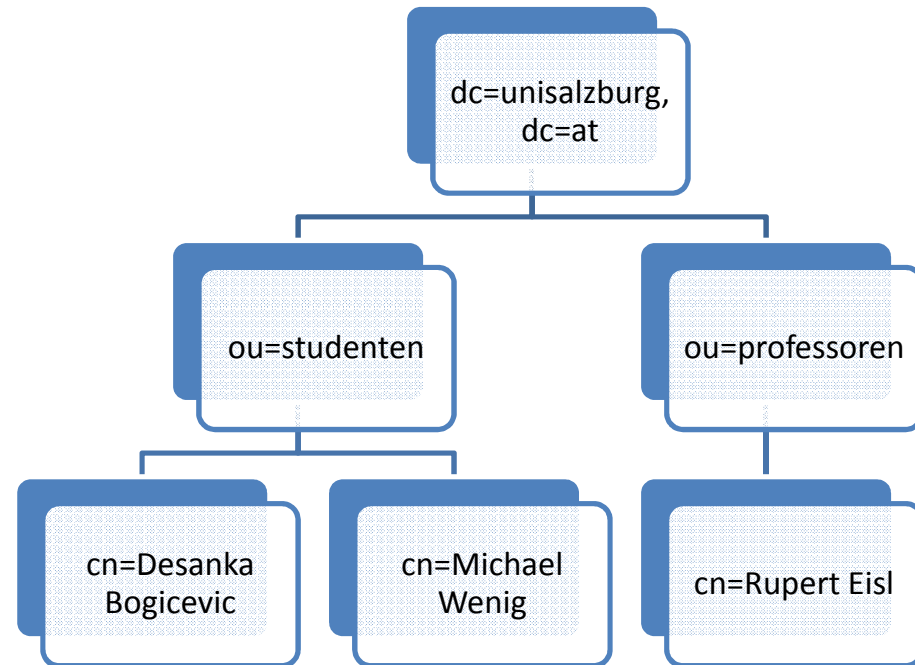 dc=unisalzburg,
dc=at
ou=studenten
ou=professoren
cn=Desanka
Bogicevic
cn=Michael
Wenig
cn=Rupert Eisl